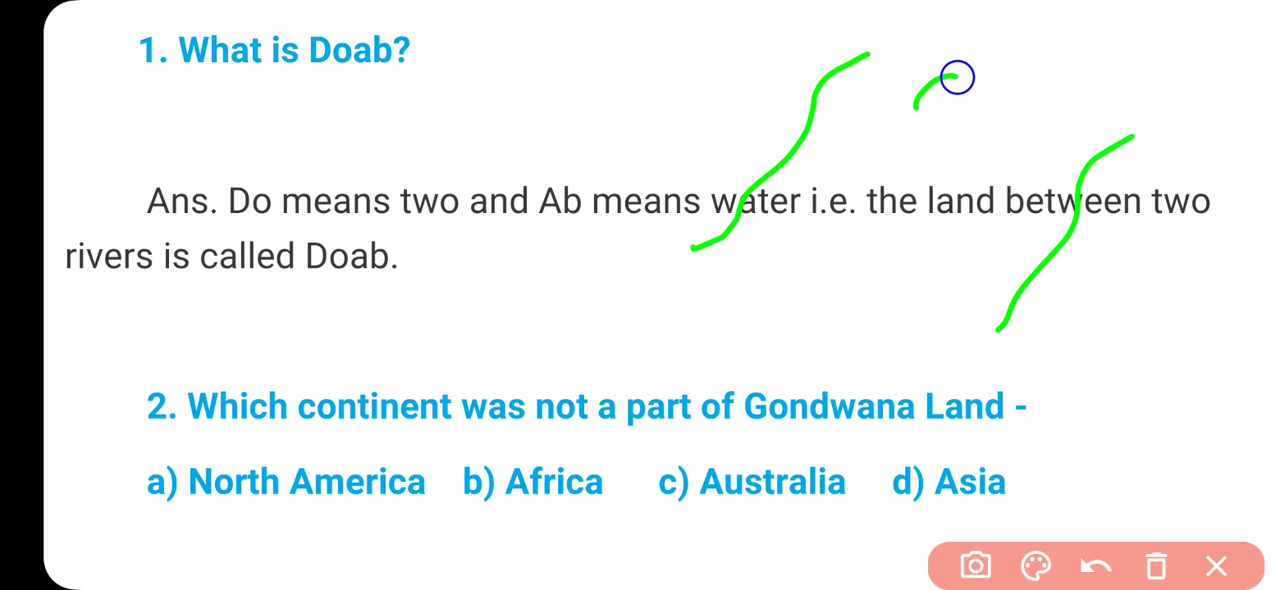 1. What is Doab?
Ans. Do means two and Ab means water i.e. the land between two
rivers is called Doab.
2. Which continent was not a part of Gondwana Land -
a) North America b) Africa c) Australia d) Asia